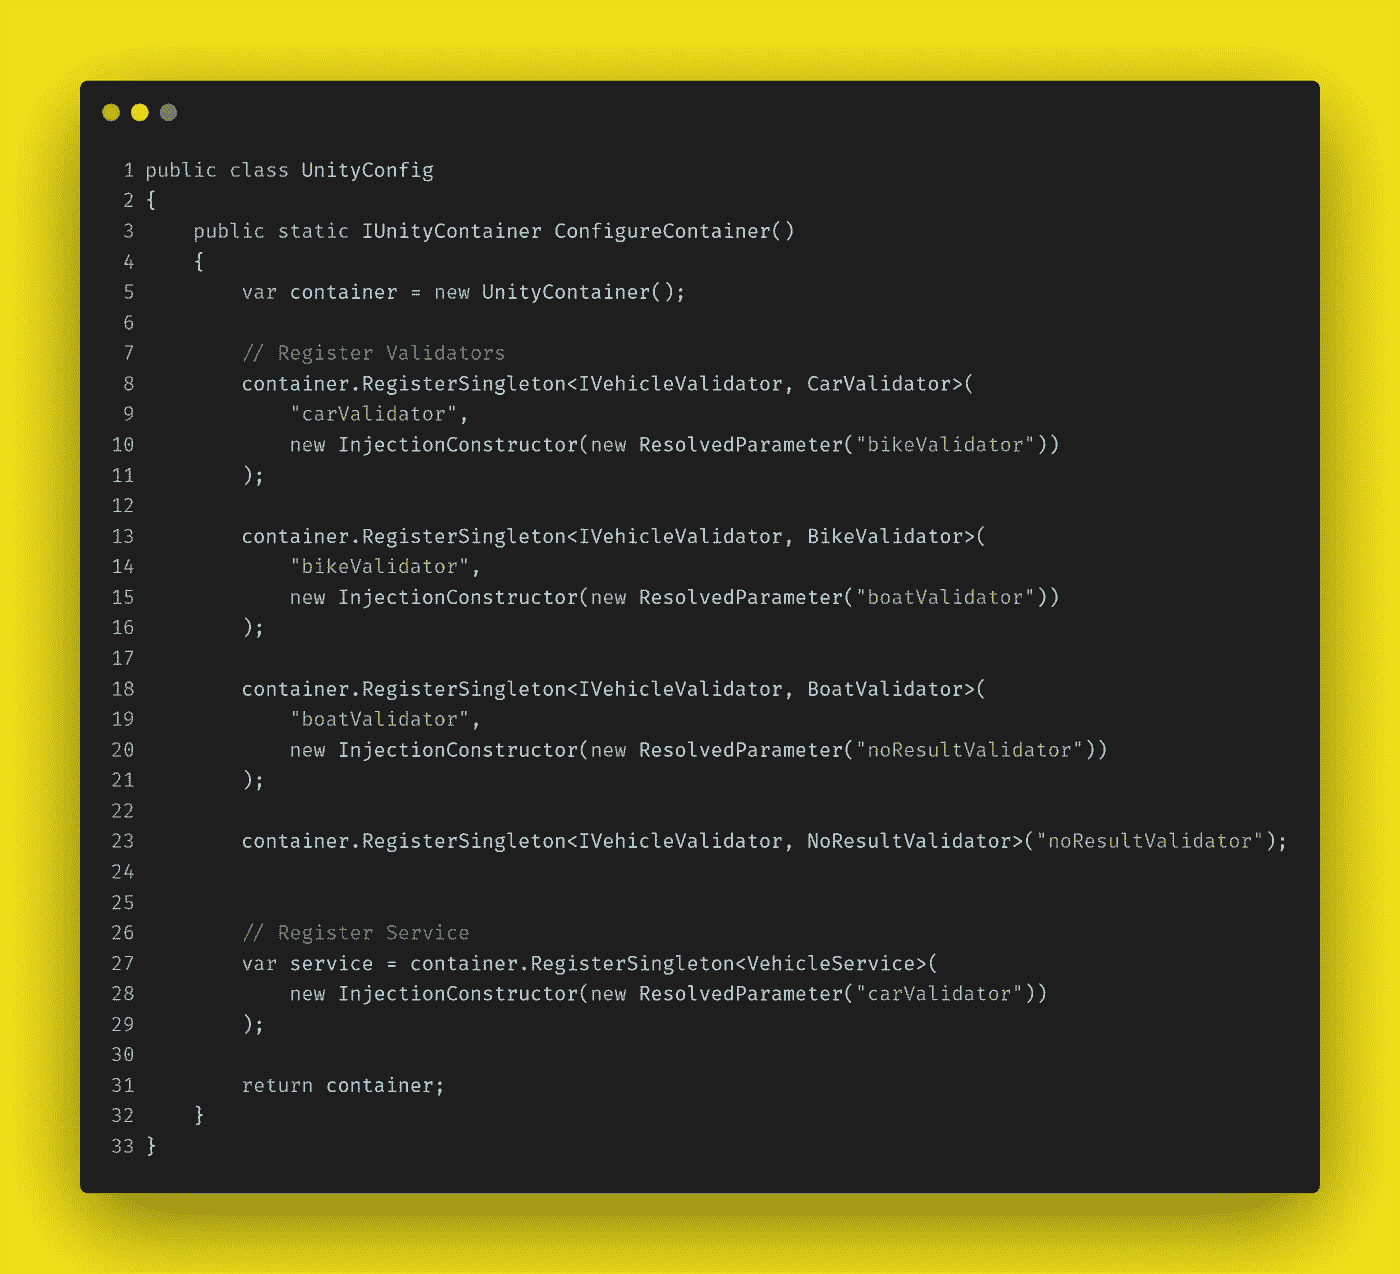 1 public class UnityConfig
2 {
3     public static IUnityContainer ConfigureContainer()
4     {
5         var container = new UnityContainer();
6
7         // Register Validators
8         container.RegisterSingleton<IVehicleValidator, CarValidator>(
9             "carValidator",
10             new InjectionConstructor(new ResolvedParameter("bikeValidator"))
11         );
12
13         container.RegisterSingleton<IVehicleValidator, BikeValidator>(
14             "bikeValidator",
15             new InjectionConstructor(new ResolvedParameter("boatValidator"))
16         );
17
18         container.RegisterSingleton<IVehicleValidator, BoatValidator>(
19             "boatValidator",
20             new InjectionConstructor(new ResolvedParameter("noResultValidator"))
21         );
22
23         container.RegisterSingleton<IVehicleValidator, NoResultValidator>("noResultValidator");
24
25
26         // Register Service
27         var service = container.RegisterSingleton<VehicleService>(
28             new InjectionConstructor(new ResolvedParameter("carValidator"))
29         );
30
31         return container;
32     }
33 }